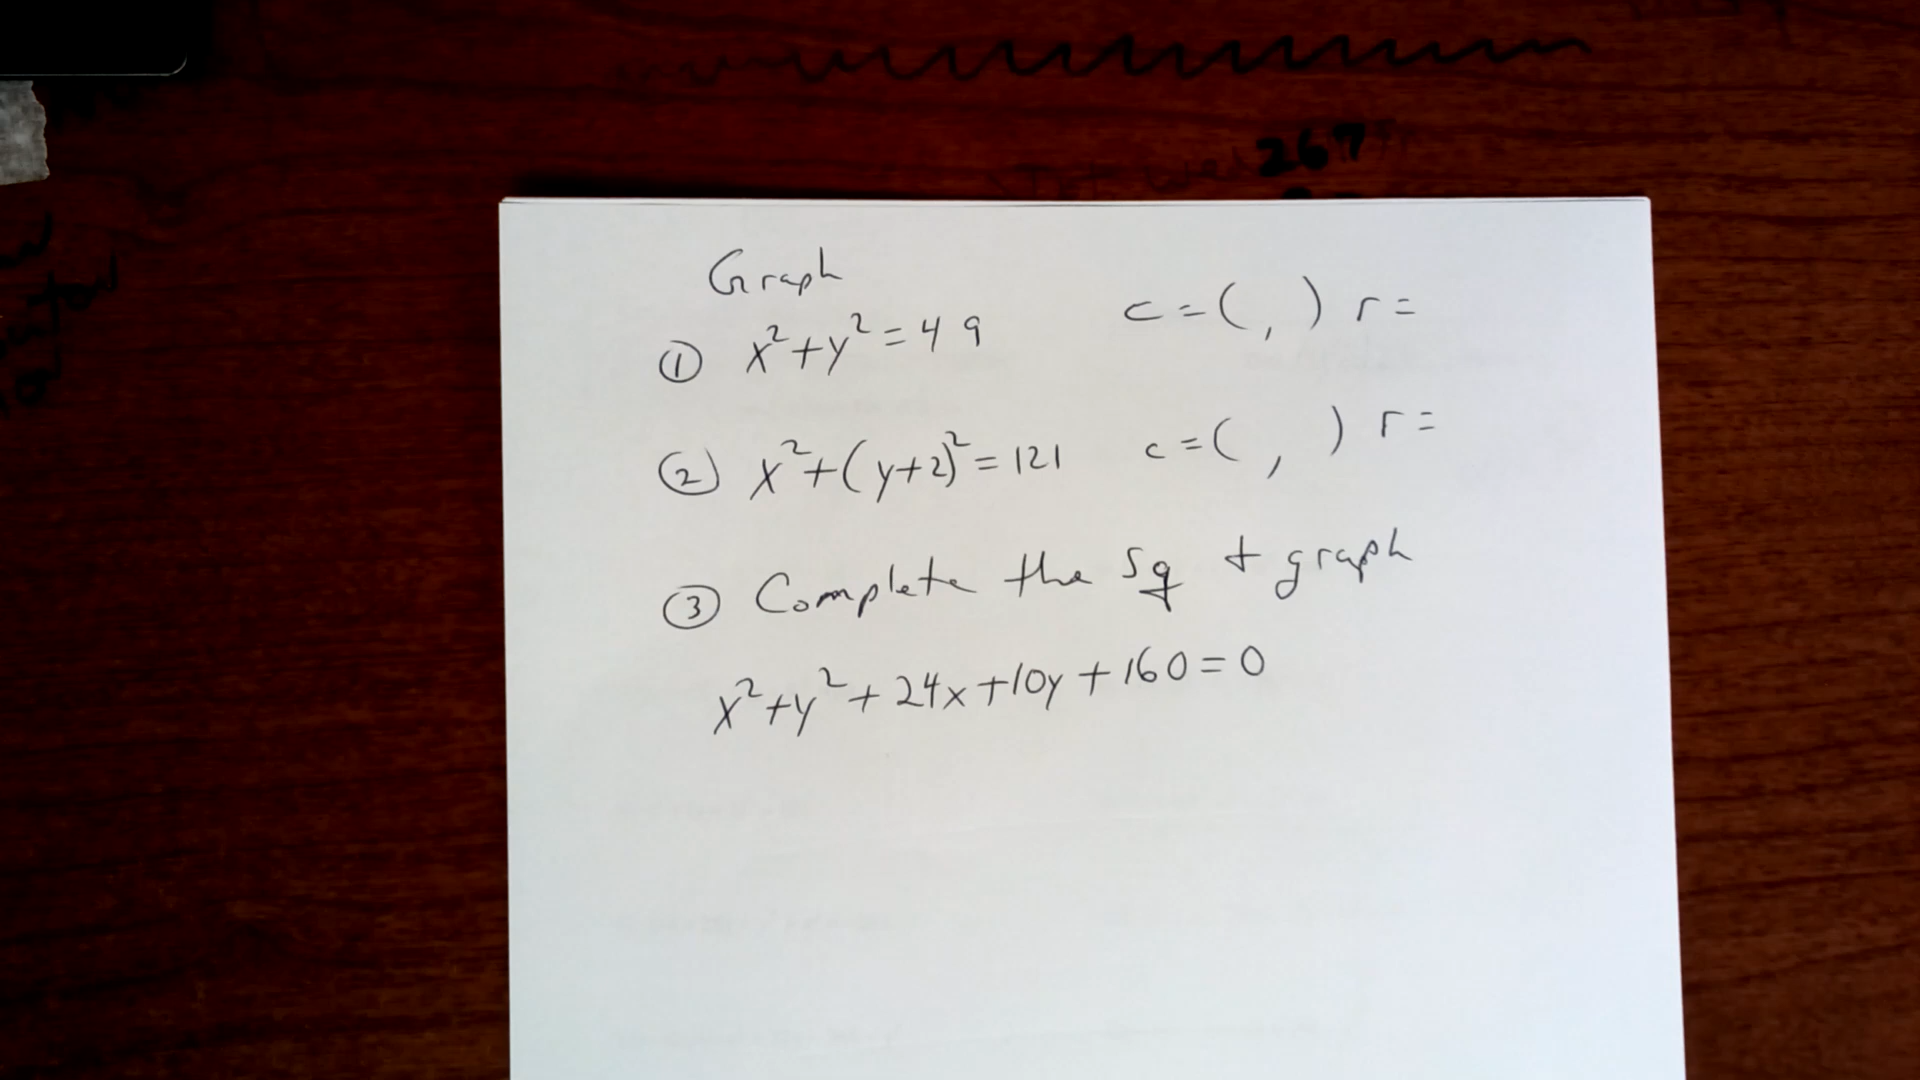 267
Graph
① x²+y²=49 c=( , ) r=
② x²+(y+2)²=121 c=( , ) r=
③ Complete the sq + graph
x²+y²+24x+10y+160=0